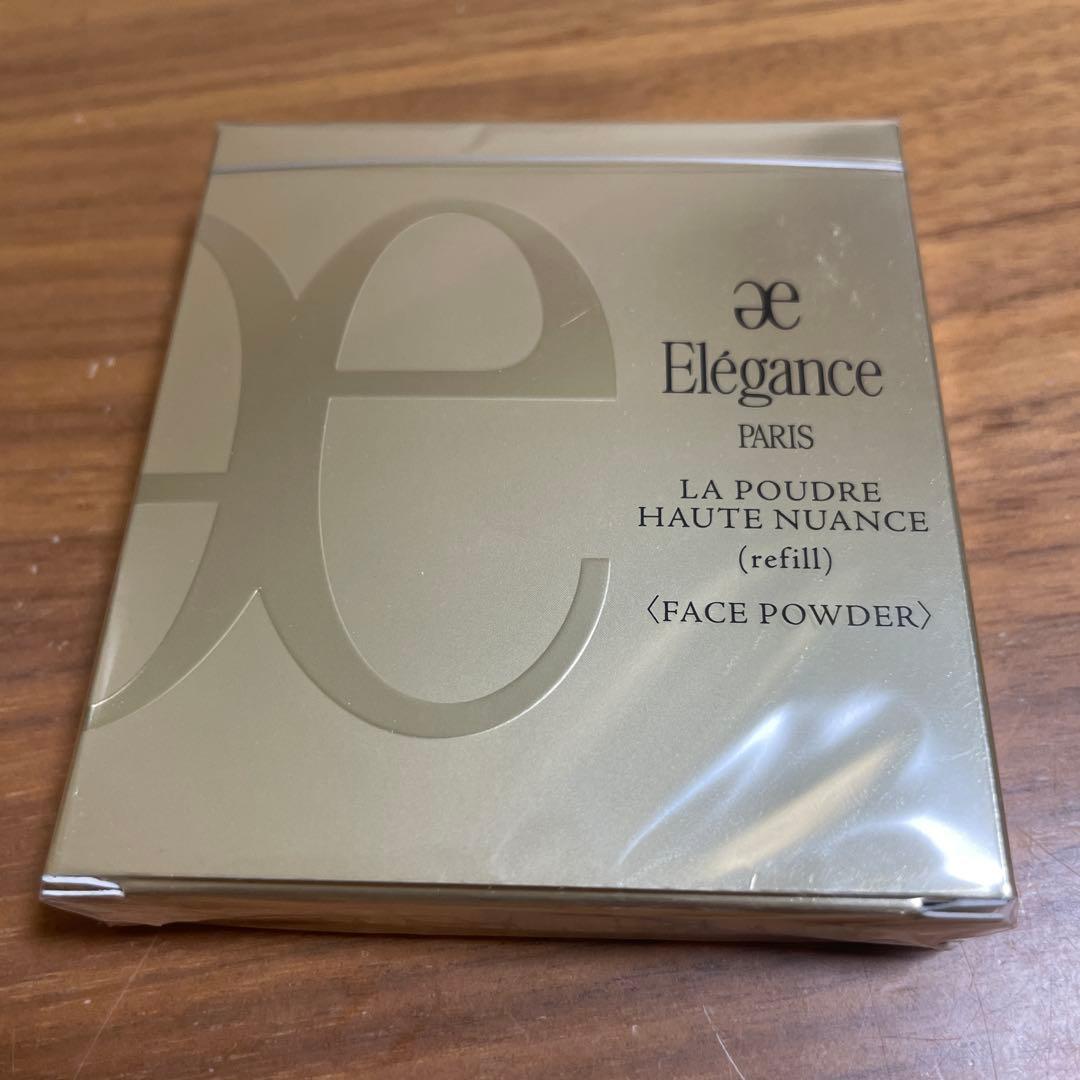 æ
Elégance
PARIS
LA POUDRE
HAUTE NUANCE
(refill)
〈FACE POWDER〉